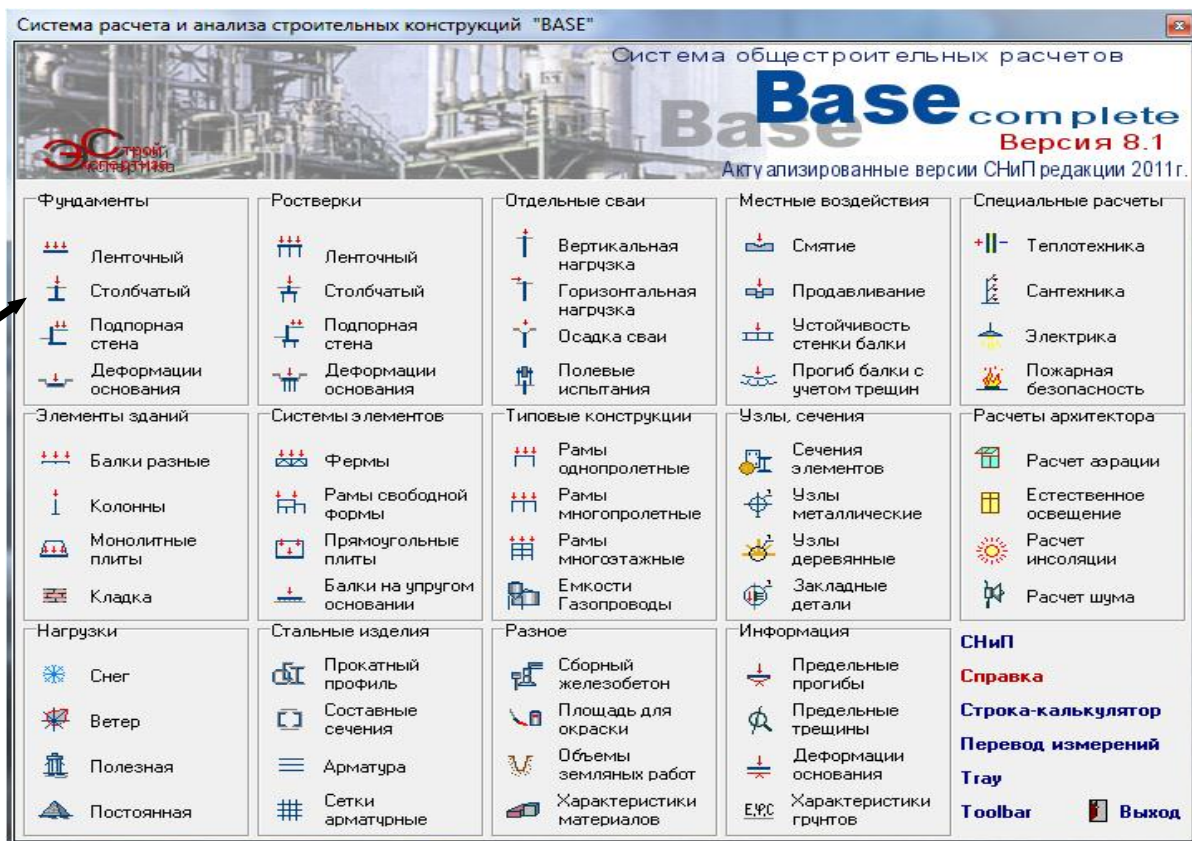 Система расчета и анализа строительных конструкций "BASE"
Система общестроительных расчетов
Base
Base complete
Версия 8.1
Актуализированные версии СНиП редакции 2011г.
ЭСтрой
Экспертиза
Фундаменты
Ленточный
Столбчатый
Подпорная
стена
Деформации
основания
Ростверки
Ленточный
Столбчатый
Подпорная
стена
Деформации
основания
Отдельные сваи
Вертикальная
нагрузка
Горизонтальная
нагрузка
Осадка сваи
Полевые
испытания
Местные воздействия
Смятие
Продавливание
Устойчивость
стенки балки
Прогиб балки с
учетом трещин
Специальные расчеты
Теплотехника
Сантехника
Электрика
Пожарная
безопасность
Элементы зданий
Балки разные
Колонны
Монолитные
плиты
Кладка
Системы элементов
Фермы
Рамы свободной
формы
Прямоугольные
плиты
Балки на упругом
основании
Типовые конструкции
Рамы
однопролетные
Рамы
многопролетные
Рамы
многоэтажные
Емкости
Газопроводы
Узлы, сечения
Сечения
элементов
Узлы
металлические
Узлы
деревянные
Закладные
детали
Расчеты архитектора
Расчет аэрации
Естественное
освещение
Расчет
инсоляции
Расчет шума
Нагрузки
Снег
Ветер
Полезная
Постоянная
Стальные изделия
Прокатный
профиль
Составные
сечения
Арматура
Сетки
арматурные
Разное
Сборный
железобетон
Площадь для
окраски
Объемы
земляных работ
Характеристики
материалов
Информация
Предельные
прогибы
Предельные
трещины
Деформации
основания
E,φ,C
Характеристики
грунтов
СНиП
Справка
Строка-калькулятор
Перевод измерений
Tray
Toolbar
Выход